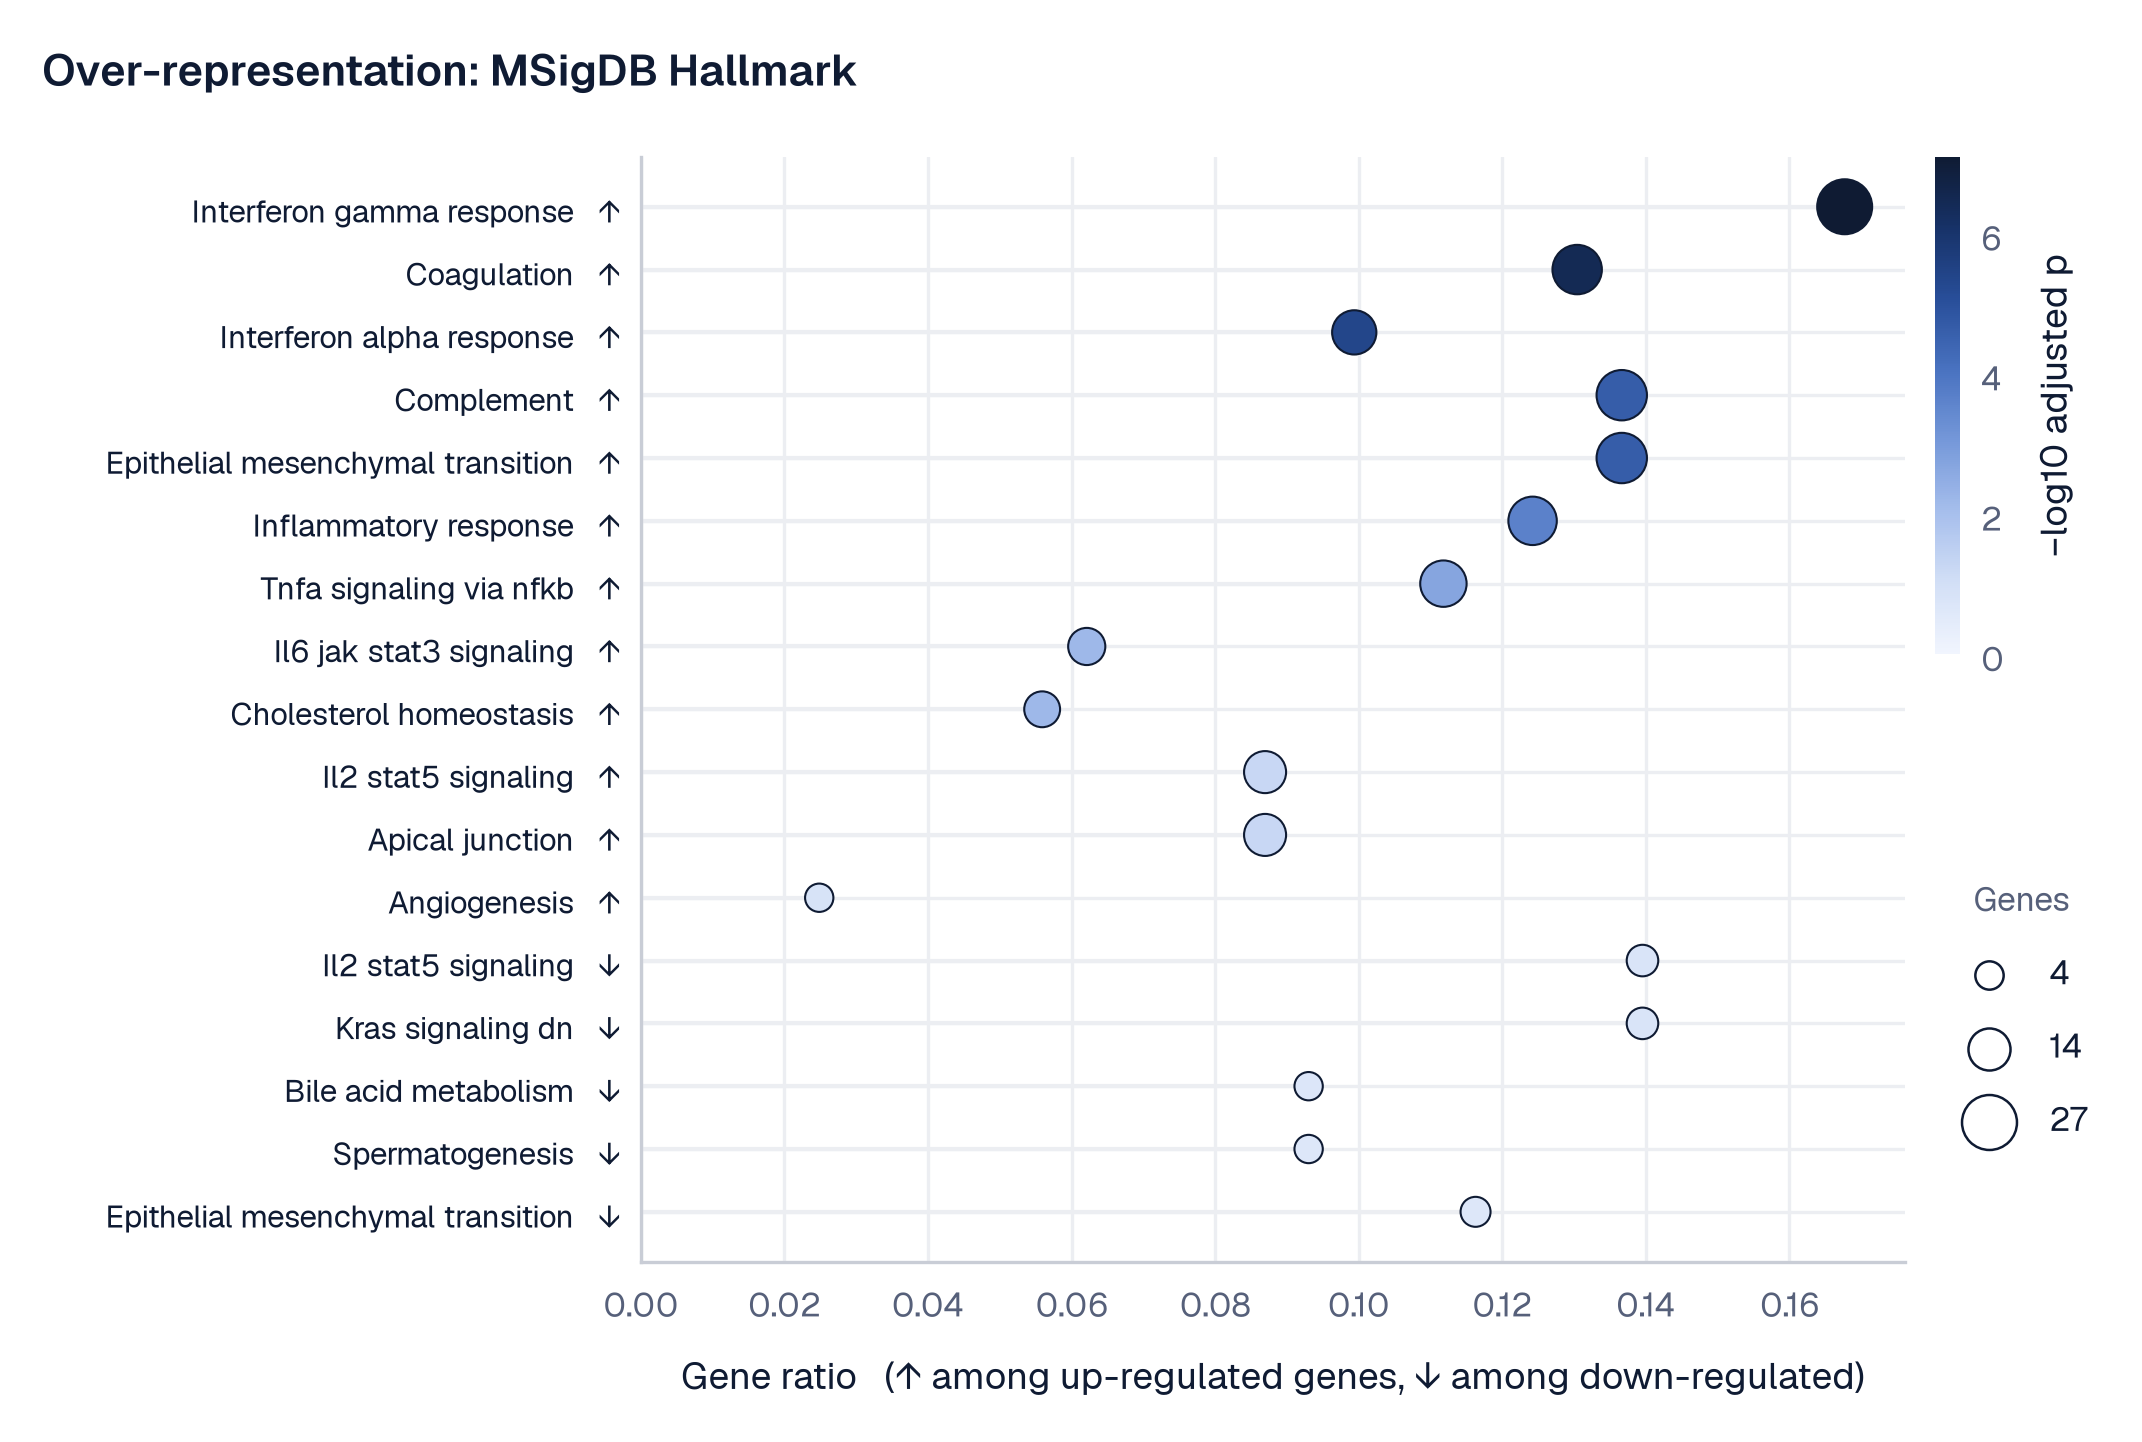 Over-representation: MSigDB Hallmark
Interferon gamma response ↑
Coagulation ↑
Interferon alpha response ↑
Complement ↑
Epithelial mesenchymal transition ↑
Inflammatory response ↑
Tnfa signaling via nfkb ↑
Il6 jak stat3 signaling ↑
Cholesterol homeostasis ↑
Il2 stat5 signaling ↑
Apical junction ↑
Angiogenesis ↑
Il2 stat5 signaling ↓
Kras signaling dn ↓
Bile acid metabolism ↓
Spermatogenesis ↓
Epithelial mesenchymal transition ↓
0.00 0.02 0.04 0.06 0.08 0.10 0.12 0.14 0.16
Gene ratio (↑ among up-regulated genes, ↓ among down-regulated)
6
4
2
0
−log10 adjusted p
Genes
4
14
27